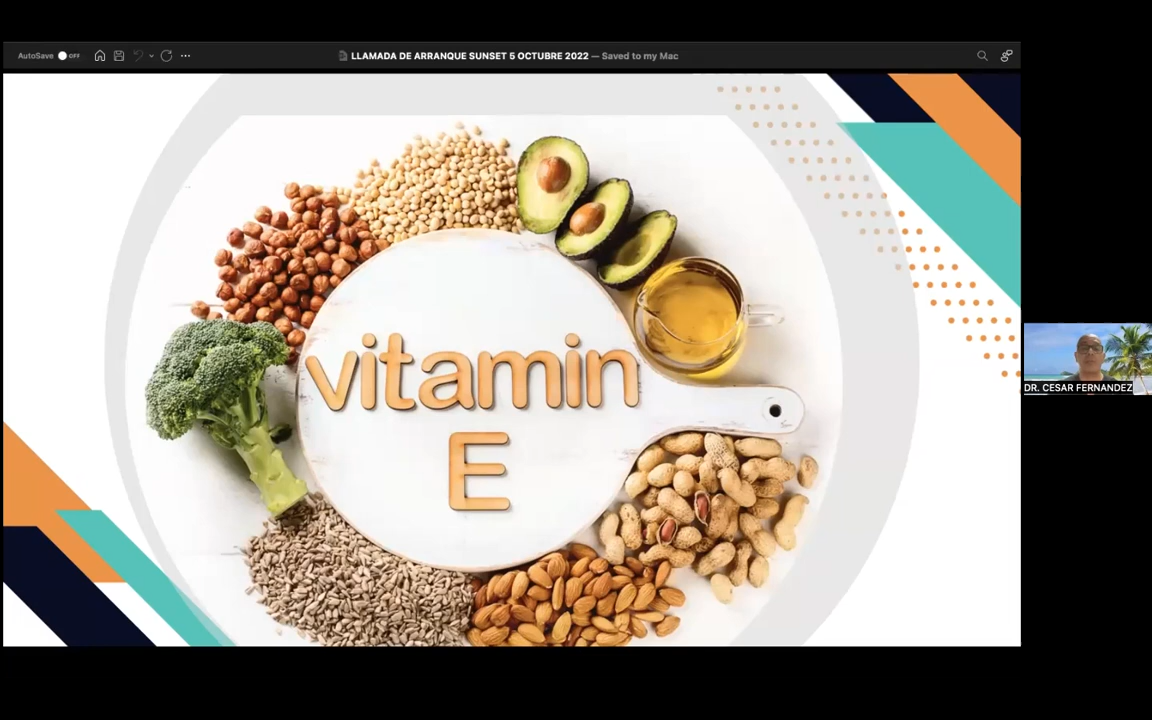 AutoSave OFF
LLAMADA DE ARRANQUE SUNSET 5 OCTUBRE 2022 — Saved to my Mac
vitamin
E
DR. CESAR FERNANDEZ